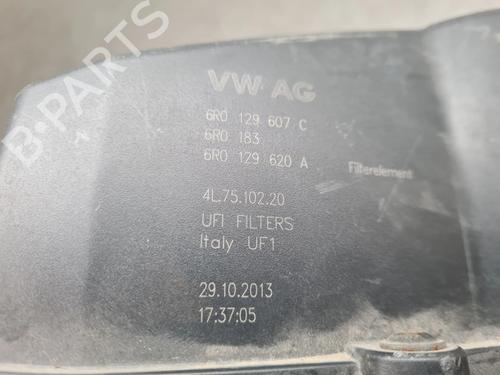 VW AG
6R0 129 607 C
6R0 183
6R0 129 620 A
Filterelement
4L.75.102.20
UFI FILTERS
Italy UF1
29.10.2013
17:37:05
B-PARTS